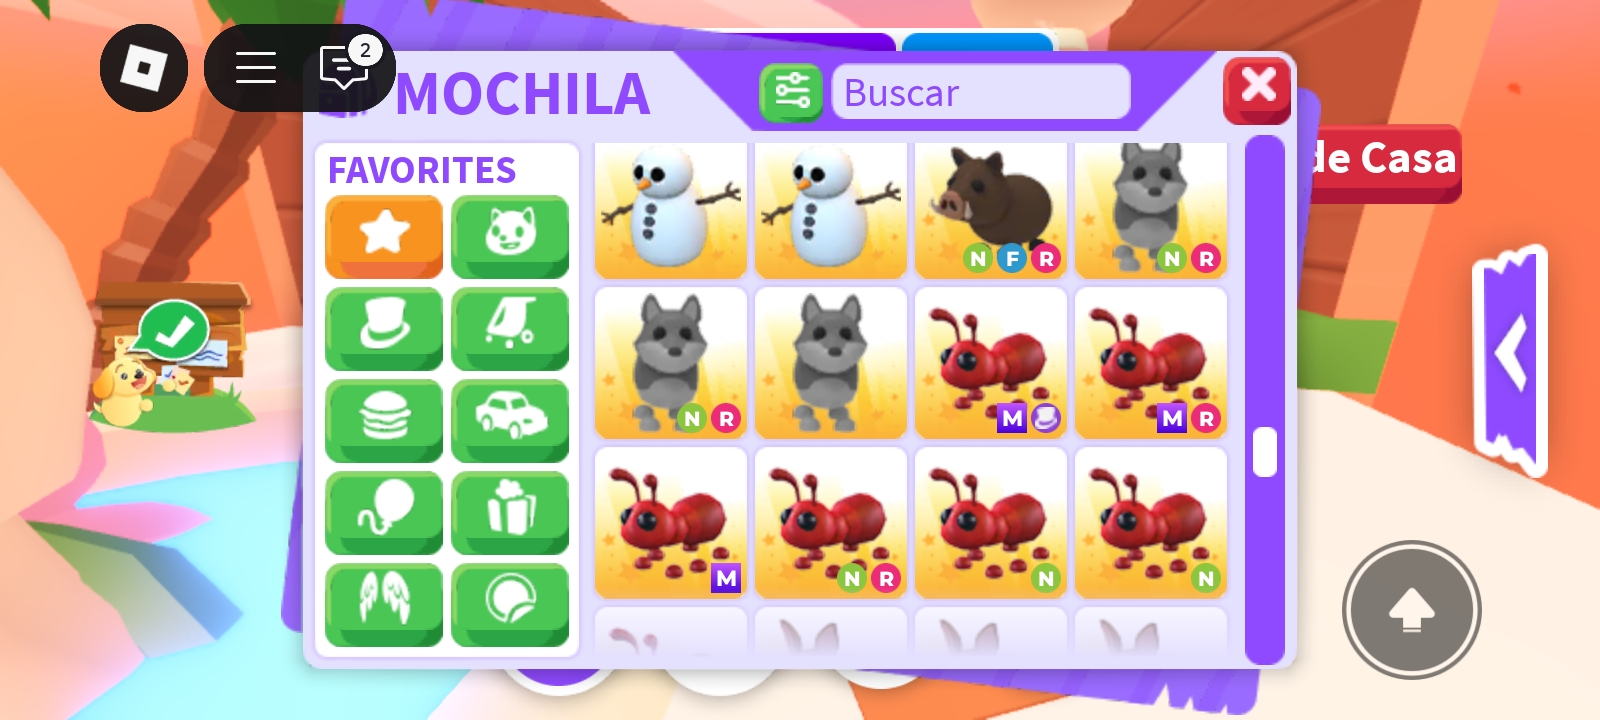 2
MOCHILA
Buscar
FAVORITES
de Casa
N F R
N R
N R
M
M R
M
N R
N
N